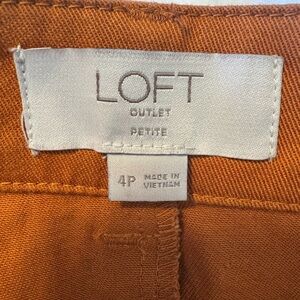 LOFT
OUTLET
PETITE
4P MADE IN
VIETNAM